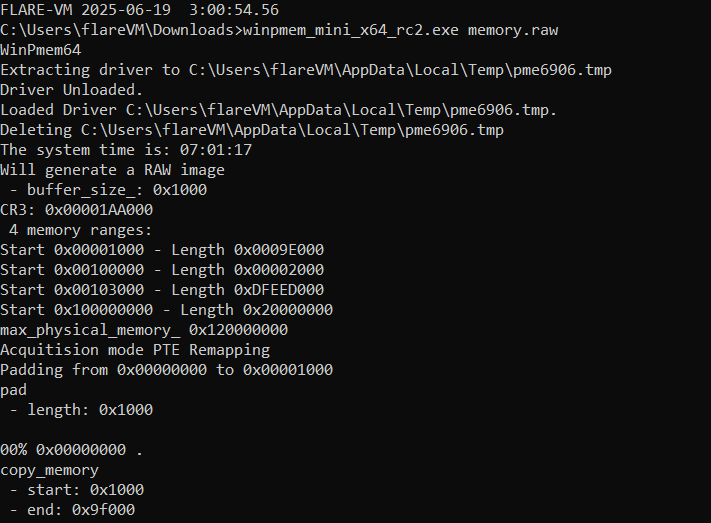 FLARE-VM 2025-06-19  3:00:54.56
C:\Users\flareVM\Downloads>winpmem_mini_x64_rc2.exe memory.raw
WinPmem64
Extracting driver to C:\Users\flareVM\AppData\Local\Temp\pme6906.tmp
Driver Unloaded.
Loaded Driver C:\Users\flareVM\AppData\Local\Temp\pme6906.tmp.
Deleting C:\Users\flareVM\AppData\Local\Temp\pme6906.tmp
The system time is: 07:01:17
Will generate a RAW image
 - buffer_size_: 0x1000
CR3: 0x00001AA000
 4 memory ranges:
Start 0x00001000 - Length 0x0009E000
Start 0x00100000 - Length 0x00002000
Start 0x00103000 - Length 0xDFEED000
Start 0x100000000 - Length 0x20000000
max_physical_memory_ 0x120000000
Acquitision mode PTE Remapping
Padding from 0x00000000 to 0x00001000
pad
 - length: 0x1000

00% 0x00000000 .
copy_memory
 - start: 0x1000
 - end: 0x9f000